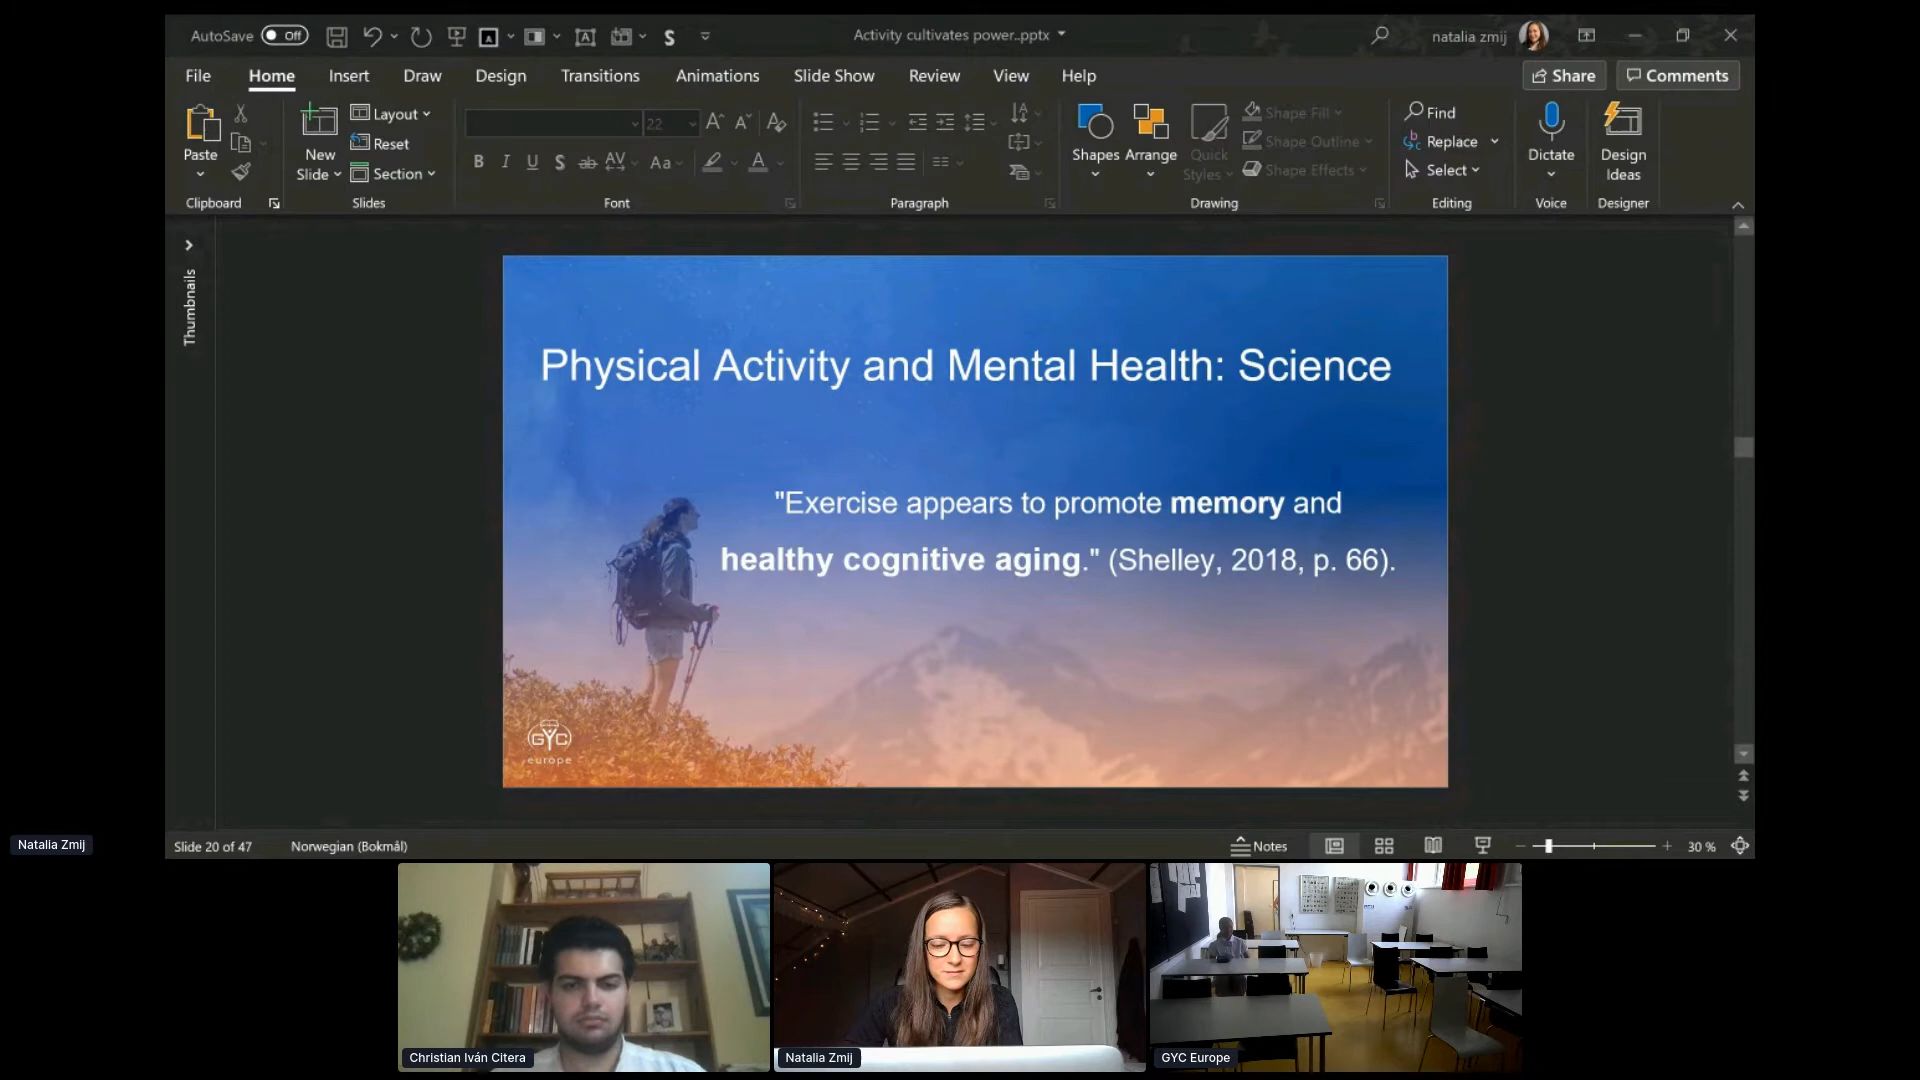 AutoSave Off
Activity cultivates power..pptx
natalia zmij
File Home Insert Draw Design Transitions Animations Slide Show Review View Help
Share Comments
Paste
Clipboard
New
Slide
Layout
Reset
Section
Slides
22
B I U S ab AV Aa A
Font
Paragraph
Shapes Arrange Quick
Styles
Shape Fill
Shape Outline
Shape Effects
Drawing
Find
Replace
Select
Editing
Dictate
Voice
Design
Ideas
Designer
Thumbnails
Physical Activity and Mental Health: Science
"Exercise appears to promote memory and
healthy cognitive aging." (Shelley, 2018, p. 66).
GYC
europe
Slide 20 of 47 Norwegian (Bokmål) Notes 30 %
Natalia Zmij
Christian Iván Citera
Natalia Zmij
GYC Europe